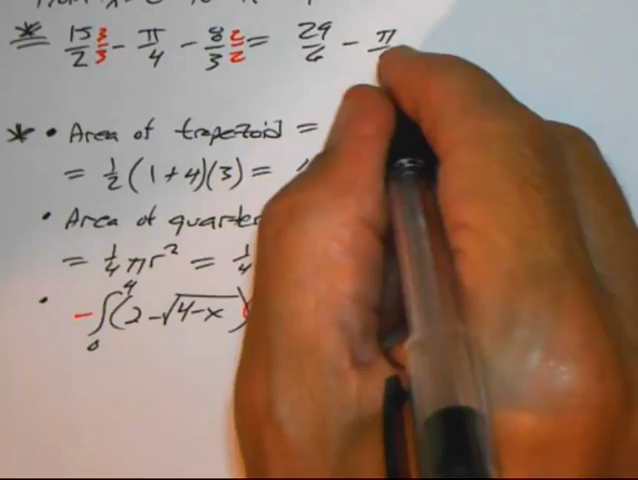 * 15/2 3/3 - π/4 - 8/3 2/2 = 29/6 - π
* • Area of trapezoid =
= 1/2 (1+4)(3) =
• Area of quarter
= 1/4 πr² = 1/4
• - ∫₀⁴ (2 - √(4-x))